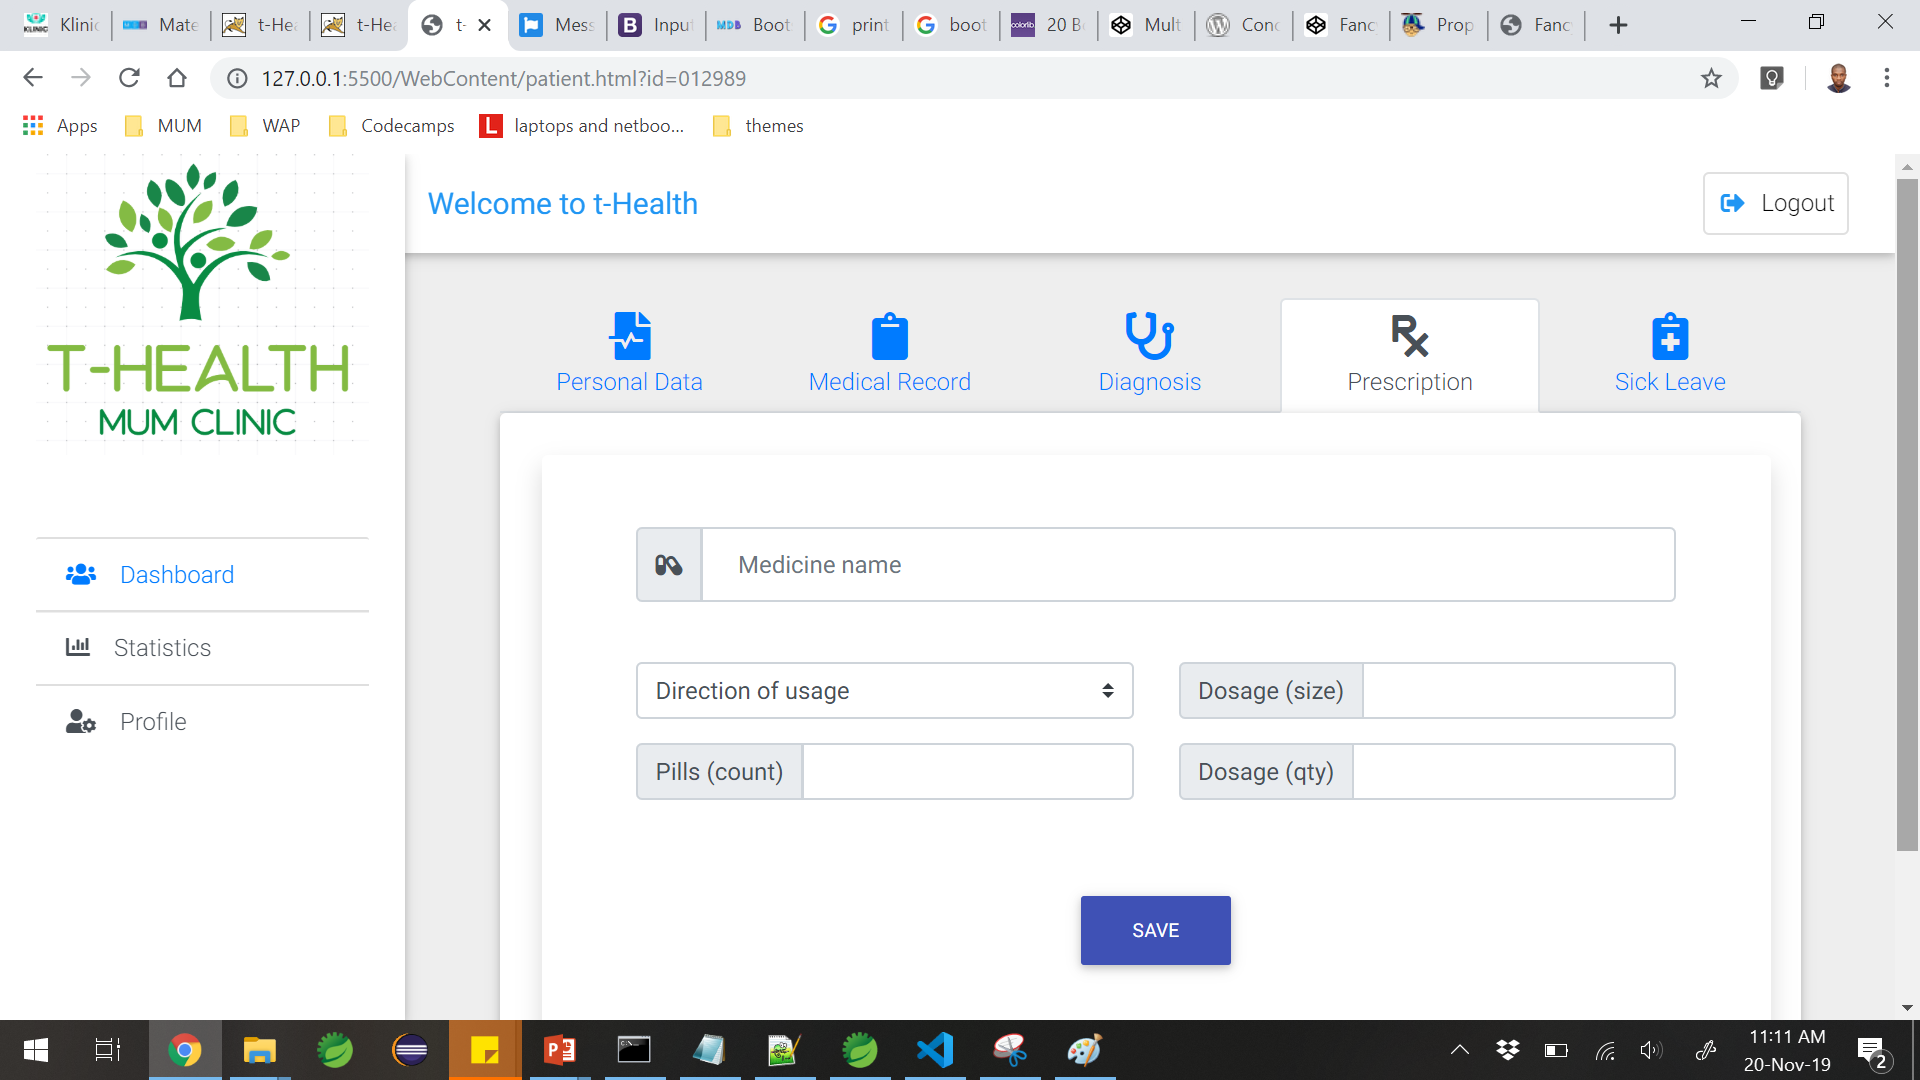 Klinic
Mate
t-Hea
t-Hea
t-
Mess
Input
Boot
print
boot
20 B
Mult
Conc
Fanc
Prop
Fanc
127.0.0.1:5500/WebContent/patient.html?id=012989
Apps
MUM
WAP
Codecamps
laptops and netboo...
themes
T-HEALTH
MUM CLINIC
Welcome to t-Health
Logout
Personal Data
Medical Record
Diagnosis
Prescription
Sick Leave
Dashboard
Statistics
Profile
Medicine name
Direction of usage
Dosage (size)
Pills (count)
Dosage (qty)
SAVE
11:11 AM
20-Nov-19
2